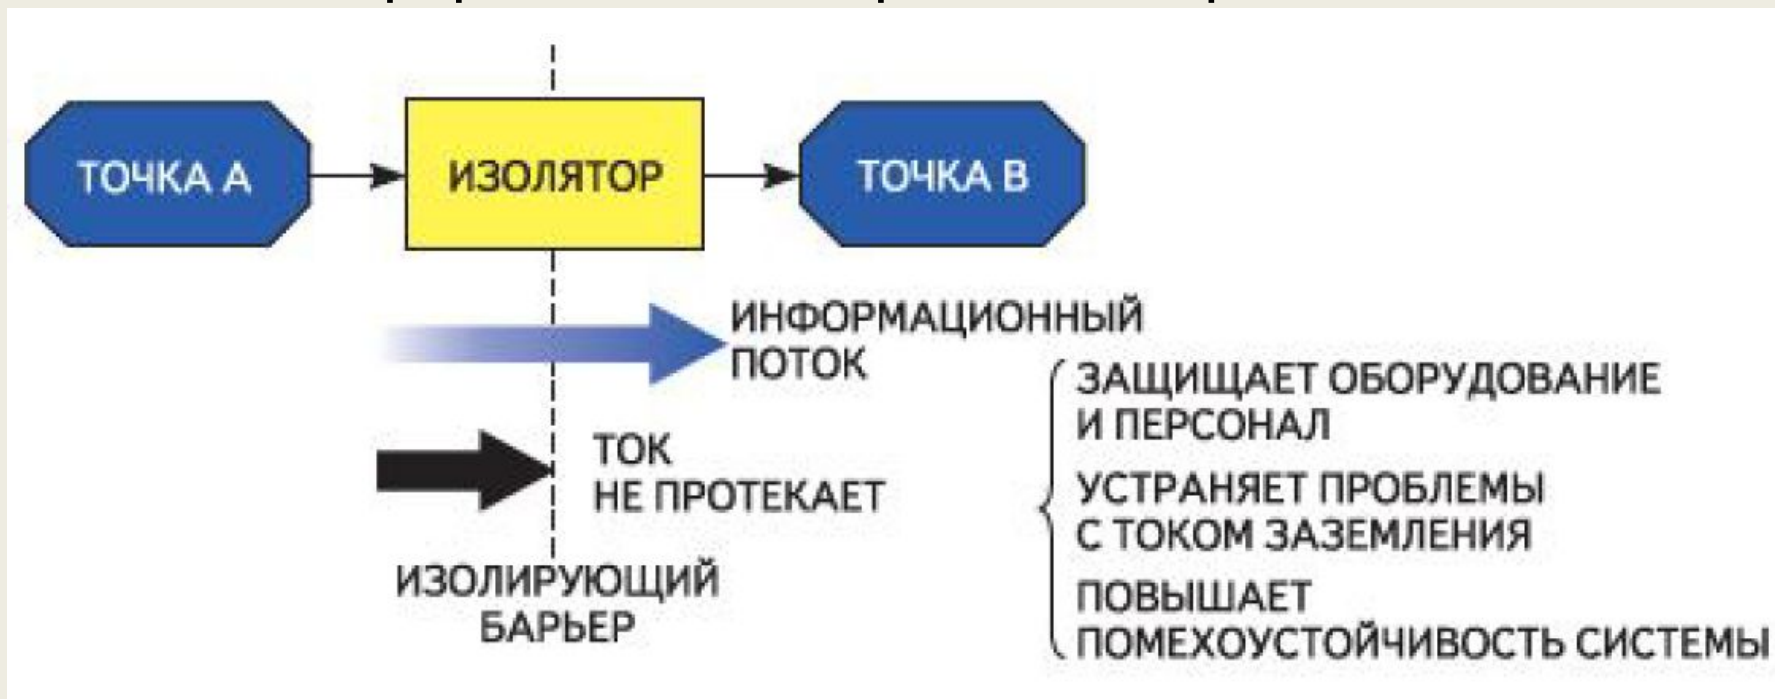 ТОЧКА A
ИЗОЛЯТОР
ТОЧКА B
ИНФОРМАЦИОННЫЙ
ПОТОК
ТОК
НЕ ПРОТЕКАЕТ
ИЗОЛИРУЮЩИЙ
БАРЬЕР
ЗАЩИЩАЕТ ОБОРУДОВАНИЕ
И ПЕРСОНАЛ
УСТРАНЯЕТ ПРОБЛЕМЫ
С ТОКОМ ЗАЗЕМЛЕНИЯ
ПОВЫШАЕТ
ПОМЕХОУСТОЙЧИВОСТЬ СИСТЕМЫ